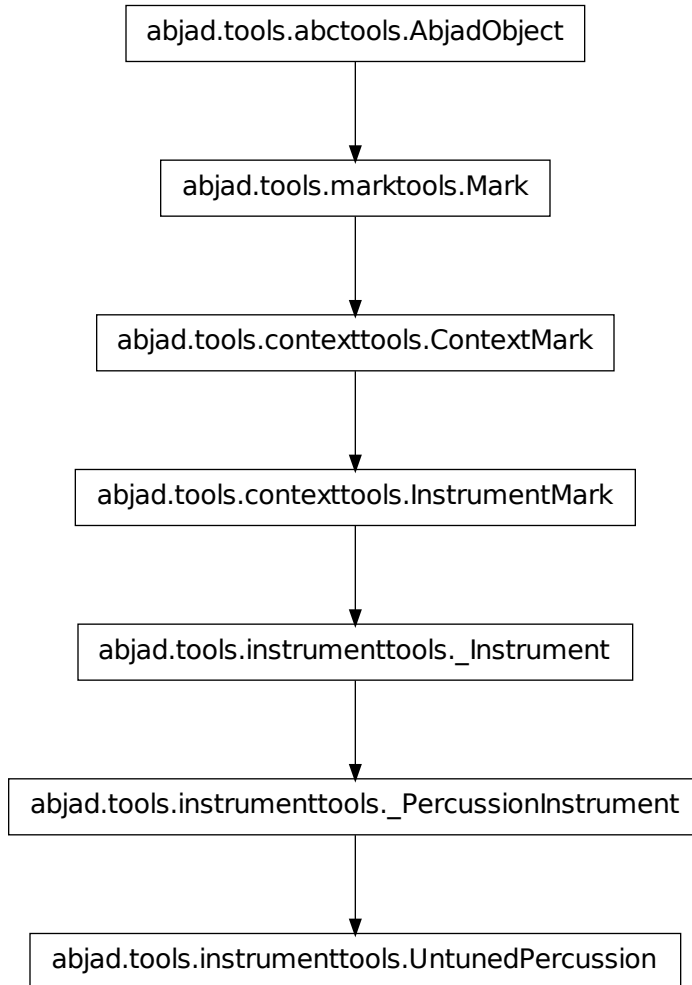 abjad.tools.abctools.AbjadObject
abjad.tools.marktools.Mark
abjad.tools.contexttools.ContextMark
abjad.tools.contexttools.InstrumentMark
abjad.tools.instrumenttools._Instrument
abjad.tools.instrumenttools._PercussionInstrument
abjad.tools.instrumenttools.UntunedPercussion